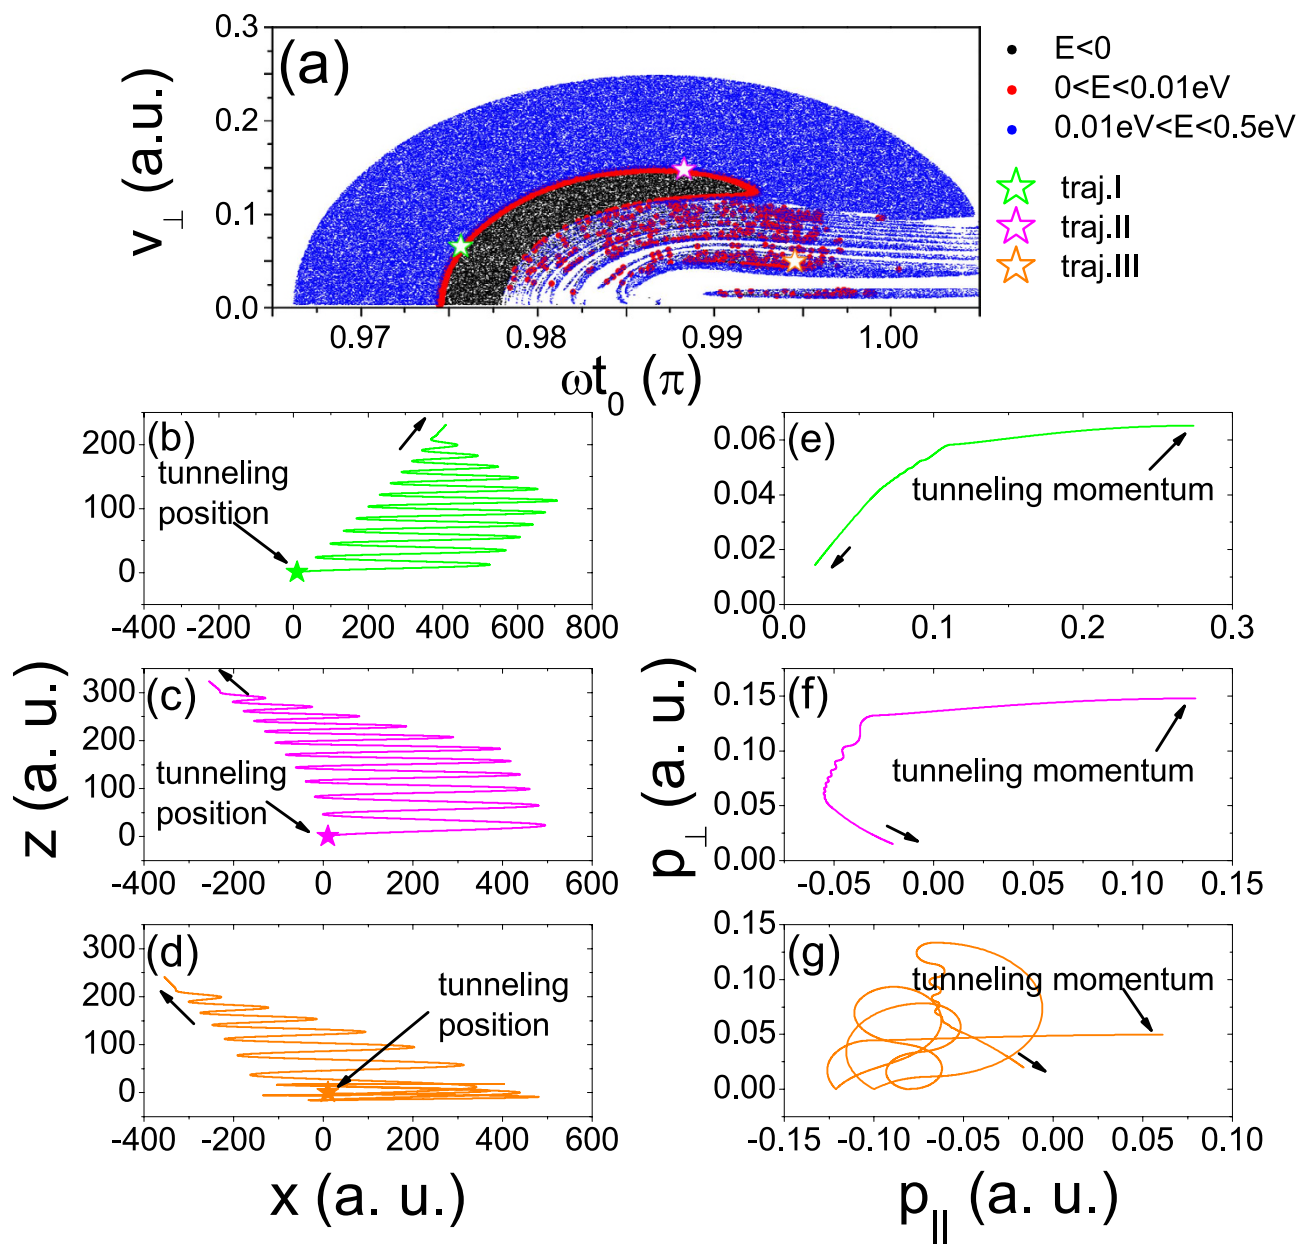 (a)
0.3
0.2
0.1
0.0
v⊥ (a.u.)
0.97
0.98
0.99
1.00
ωt₀ (π)
0
E<0
0<E<0.01eV
0.01eV<E<0.5eV
traj.I
traj.II
traj.III
(b)
tunneling
position
200
100
0
-400
-200
0
200
400
600
800
(e)
tunneling momentum
0.06
0.04
0.02
0.00
0.0
0.1
0.2
0.3
(c)
tunneling
position
300
200
100
0
-400
-200
0
200
400
600
(f)
tunneling momentum
0.15
0.10
0.05
0.00
-0.05
0.00
0.05
0.10
0.15
(d)
tunneling
position
300
200
100
0
-400
-200
0
200
400
600
(g)
tunneling momentum
0.15
0.10
0.05
0.00
-0.15
-0.10
-0.05
0.00
0.05
0.10
z (a. u.)
p⊥ (a. u.)
x (a. u.)
p|| (a. u.)